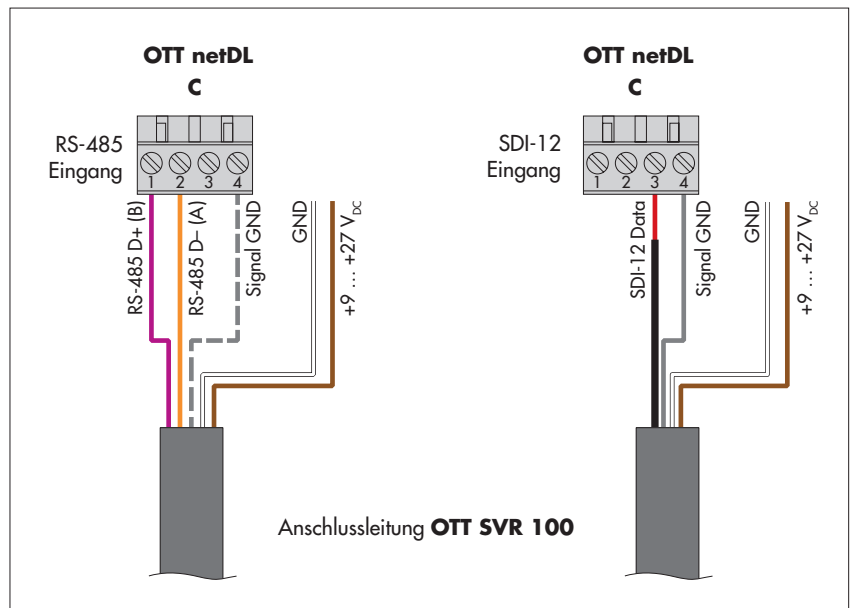 OTT netDL
C
RS-485
Eingang
1 2 3 4
RS-485 D+ (B)
RS-485 D– (A)
Signal GND
GND
+9 … +27 VDC
OTT netDL
C
SDI-12
Eingang
1 2 3 4
SDI-12 Data
Signal GND
GND
+9 … +27 VDC
Anschlussleitung OTT SVR 100